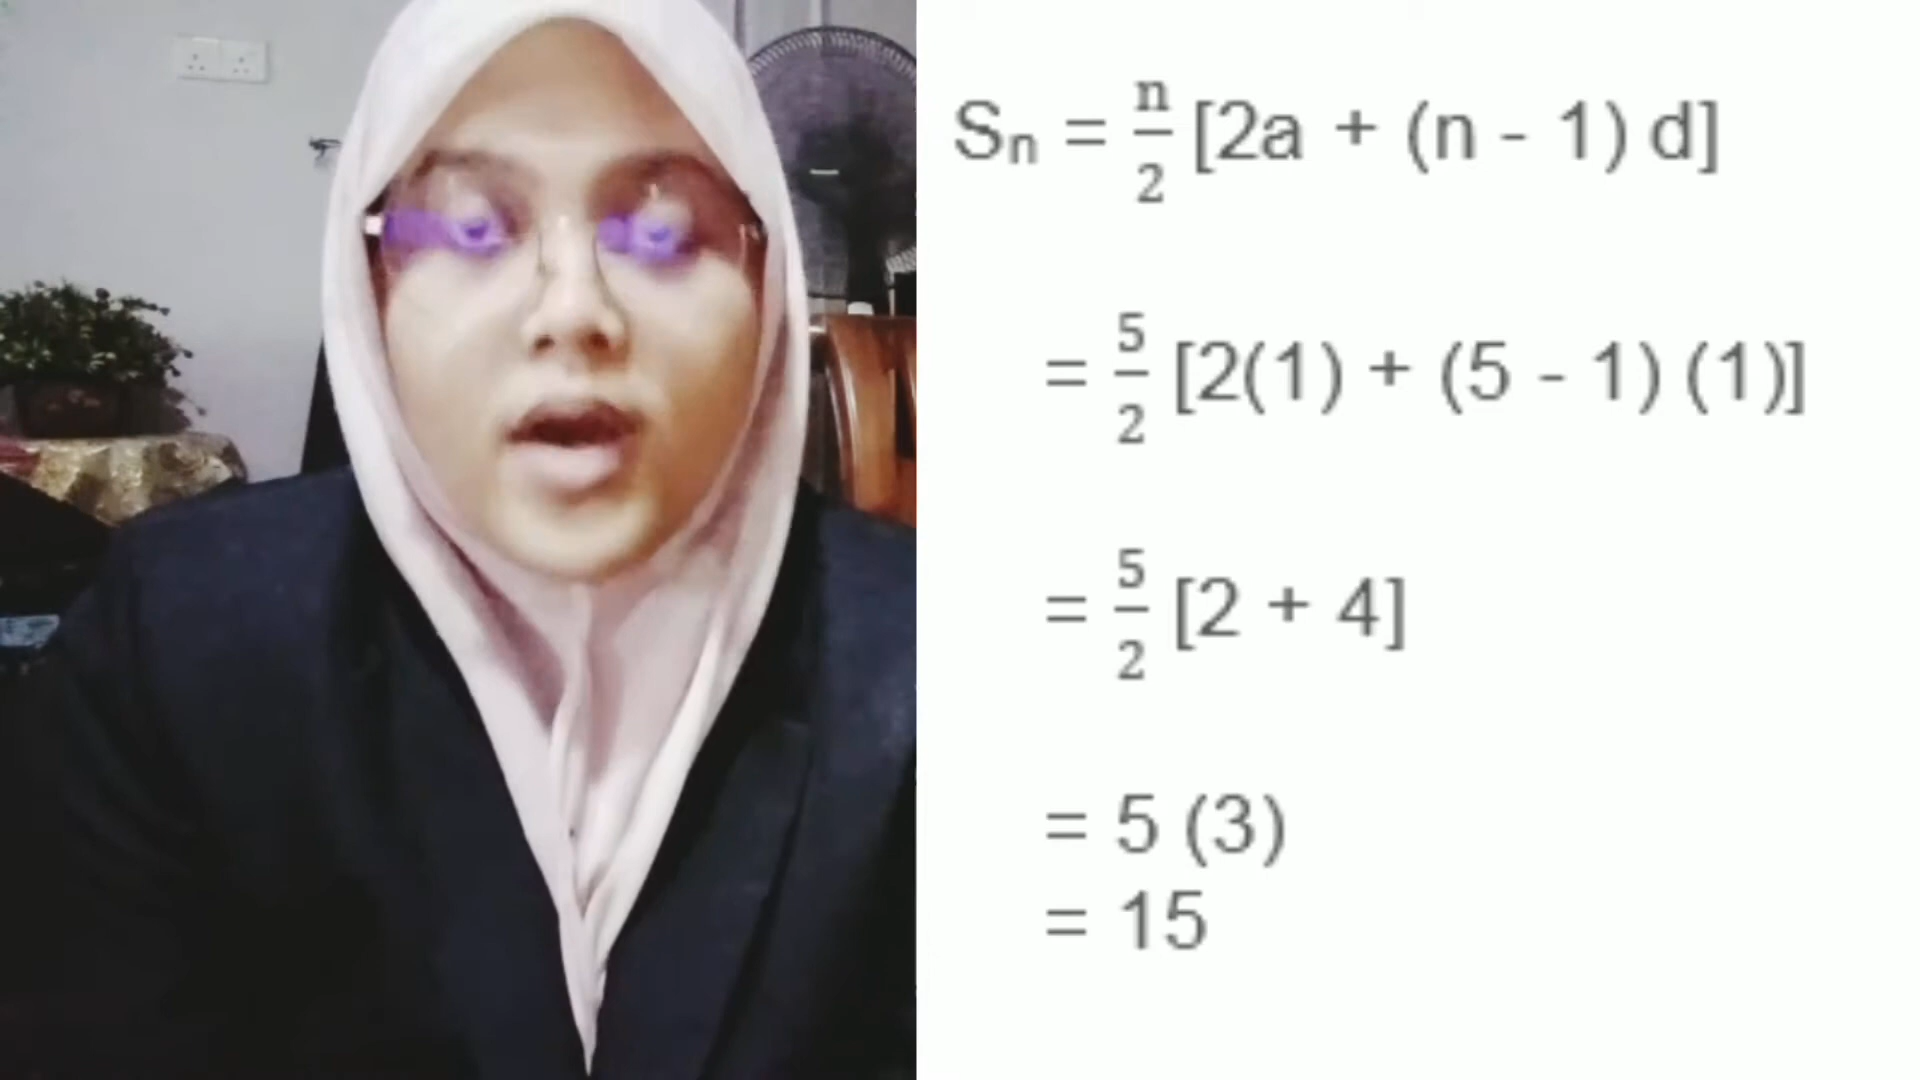 Sn = n/2 [2a + (n - 1) d]
= 5/2 [2(1) + (5 - 1) (1)]
= 5/2 [2 + 4]
= 5 (3)
= 15